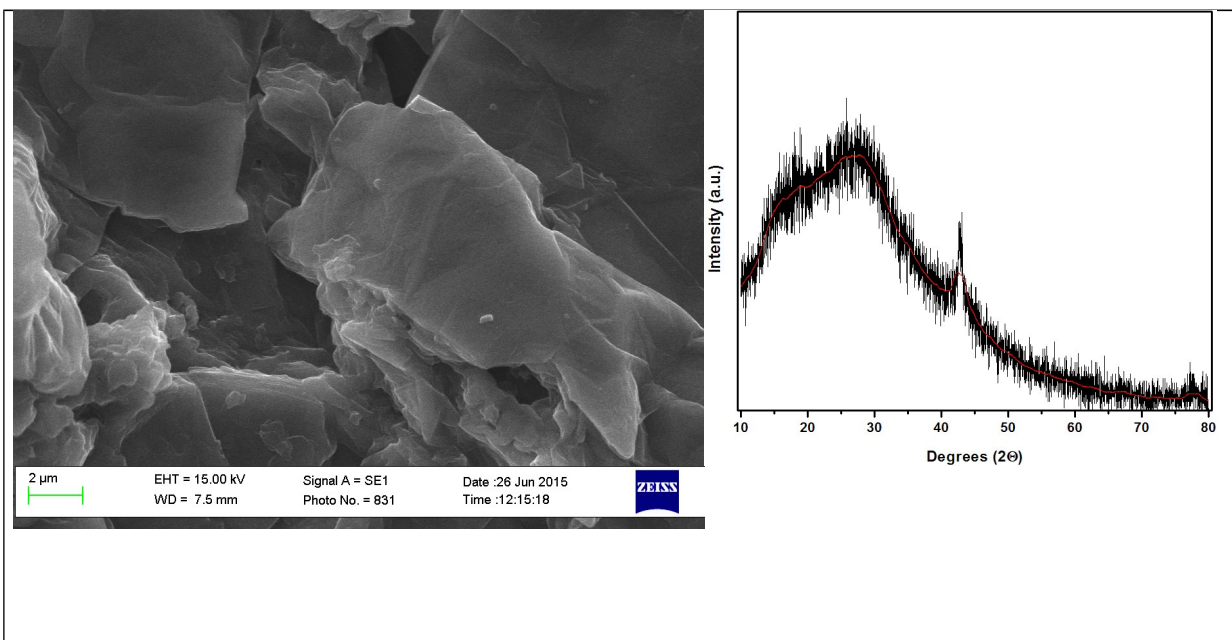 2 µm
EHT = 15.00 kV
WD = 7.5 mm
Signal A = SE1
Photo No. = 831
Date :26 Jun 2015
Time :12:15:18
ZEISS
Intensity (a.u.)
10 20 30 40 50 60 70 80
Degrees (2Θ)